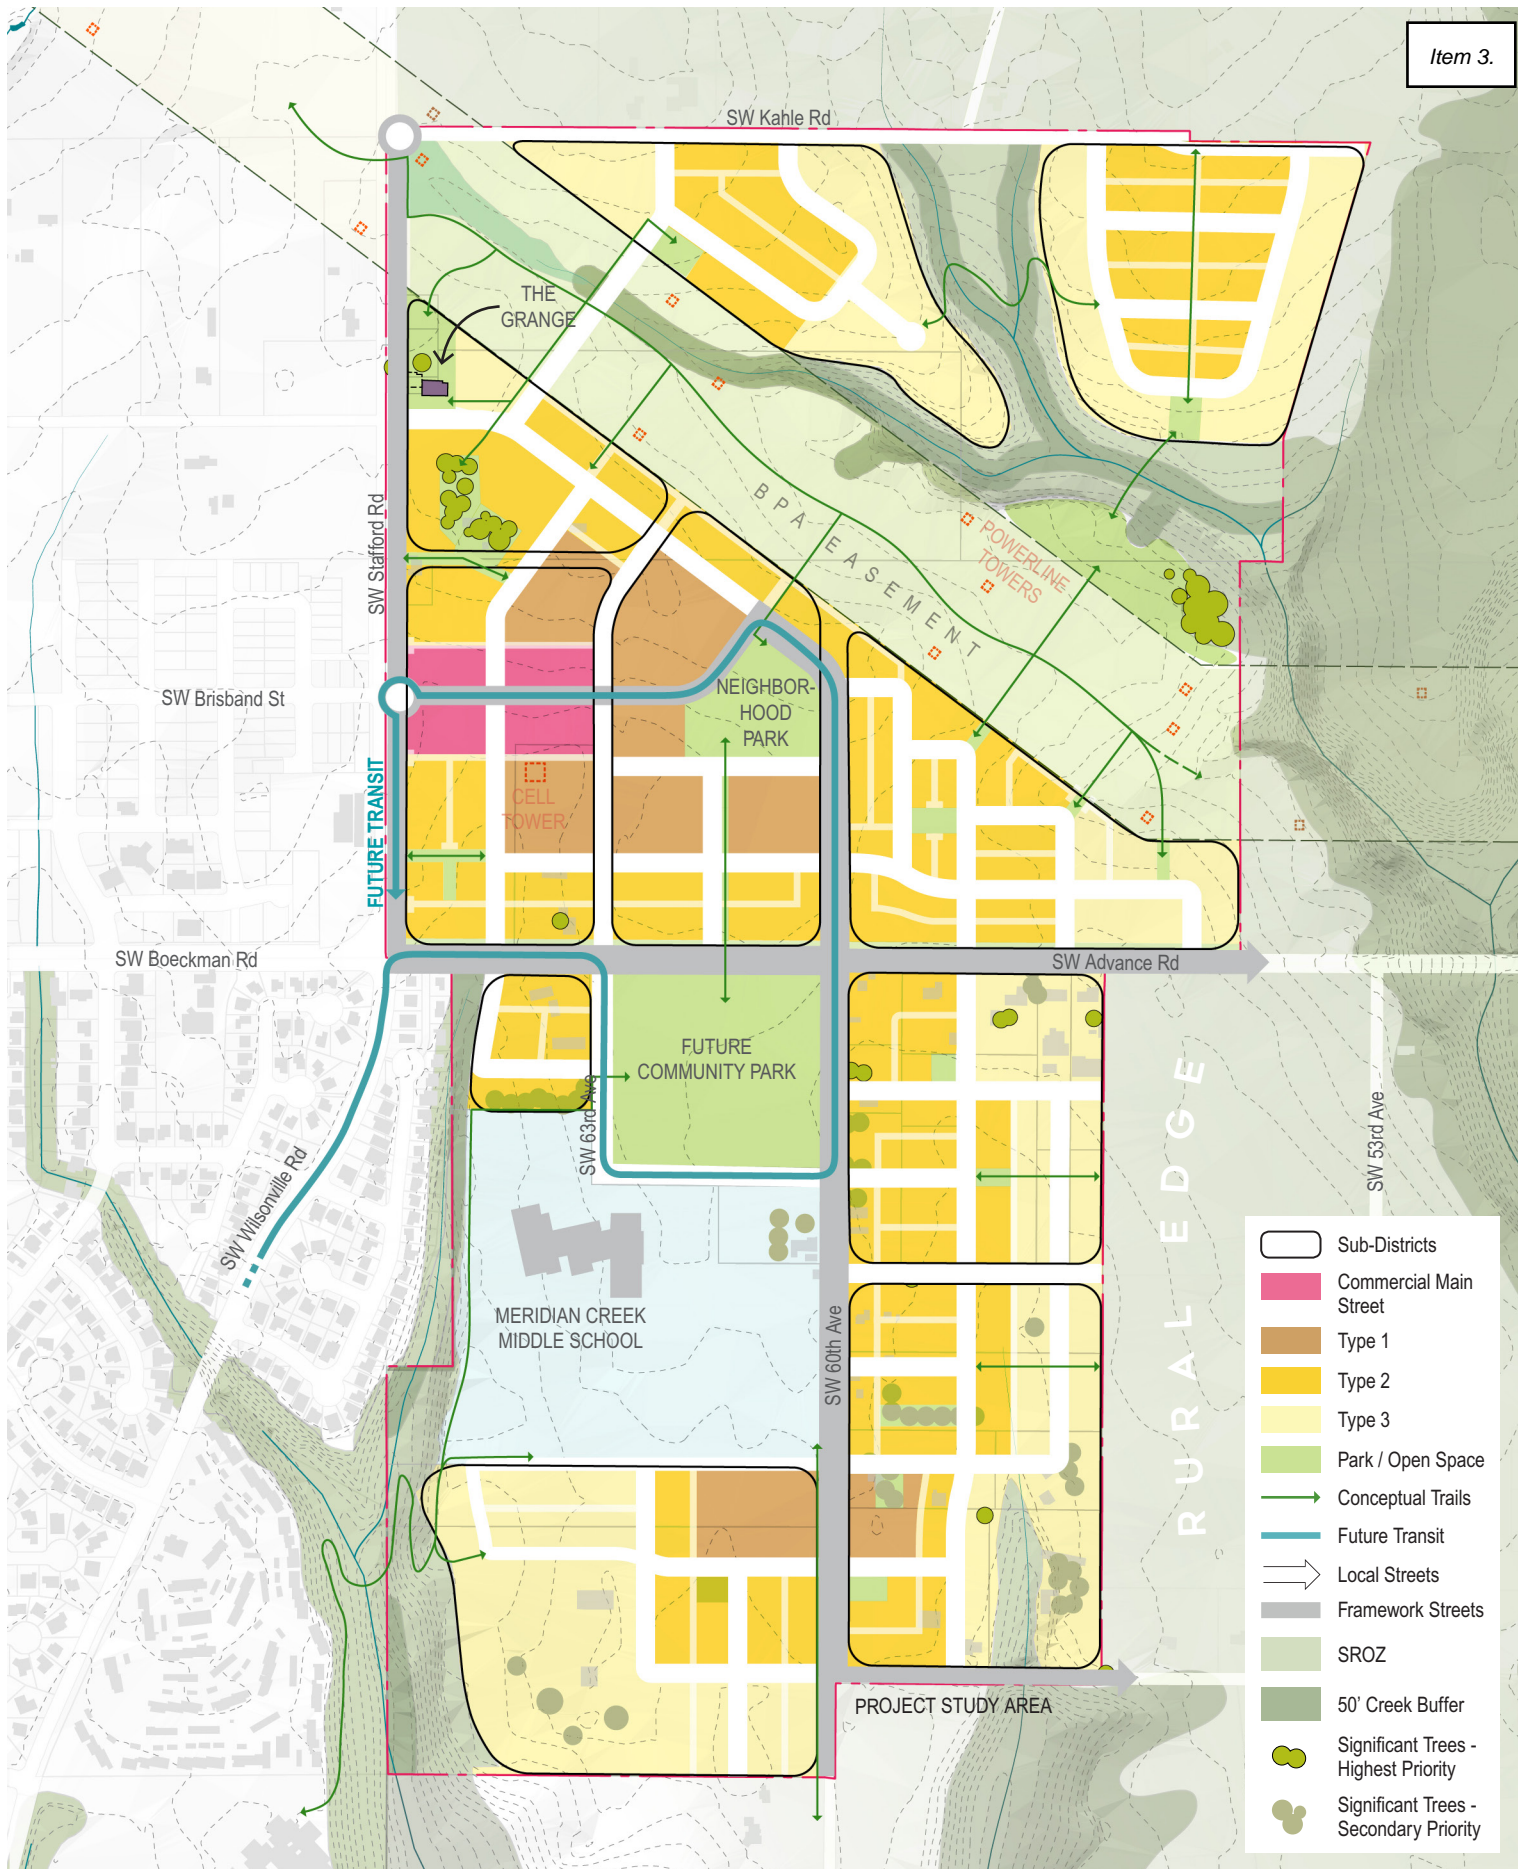 Item 3.
SW Kahle Rd
THE
GRANGE
SW Stafford Rd
BPA EASEMENT
POWERLINE
TOWERS
SW Brisband St
NEIGHBOR-
HOOD
PARK
FUTURE TRANSIT
CELL
TOWER
SW Boeckman Rd
SW Advance Rd
FUTURE
COMMUNITY PARK
SW 63rd Ave
SW Wilsonville Rd
RURAL EDGE
SW 53rd Ave
MERIDIAN CREEK
MIDDLE SCHOOL
SW 60th Ave
PROJECT STUDY AREA
Sub-Districts
Commercial Main
Street
Type 1
Type 2
Type 3
Park / Open Space
Conceptual Trails
Future Transit
Local Streets
Framework Streets
SROZ
50' Creek Buffer
Significant Trees -
Highest Priority
Significant Trees -
Secondary Priority